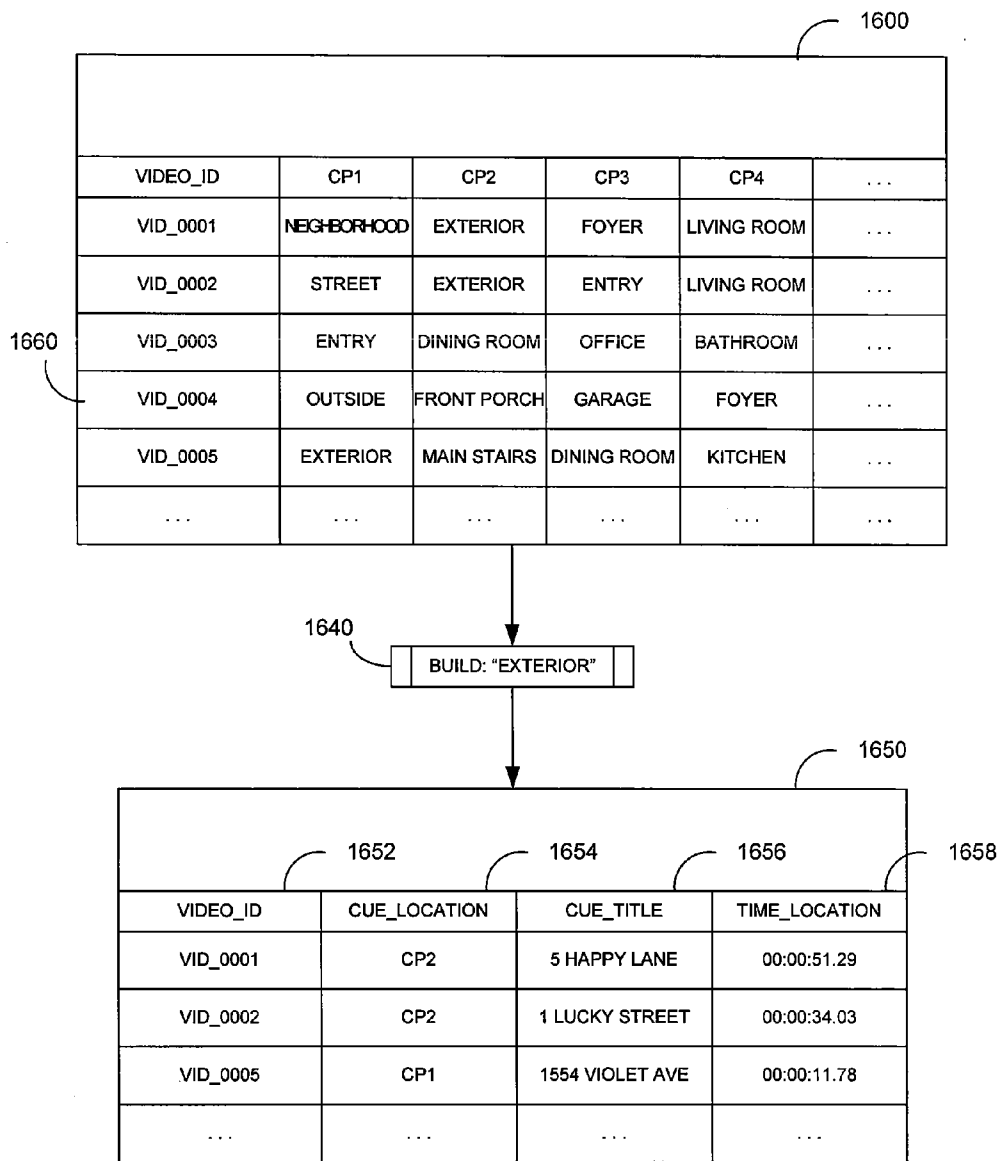 1600
VIDEO_ID CP1 CP2 CP3 CP4 . . .
VID_0001 NEIGHBORHOOD EXTERIOR FOYER LIVING ROOM . . .
VID_0002 STREET EXTERIOR ENTRY LIVING ROOM . . .
1660 VID_0003 ENTRY DINING ROOM OFFICE BATHROOM . . .
VID_0004 OUTSIDE FRONT PORCH GARAGE FOYER . . .
VID_0005 EXTERIOR MAIN STAIRS DINING ROOM KITCHEN . . .
. . . . . . . . . . . . . . . . . .
1640
BUILD: “EXTERIOR”
1650
1652 1654 1656 1658
VIDEO_ID CUE_LOCATION CUE_TITLE TIME_LOCATION
VID_0001 CP2 5 HAPPY LANE 00:00:51.29
VID_0002 CP2 1 LUCKY STREET 00:00:34.03
VID_0005 CP1 1554 VIOLET AVE 00:00:11.78
. . . . . . . . . . . .